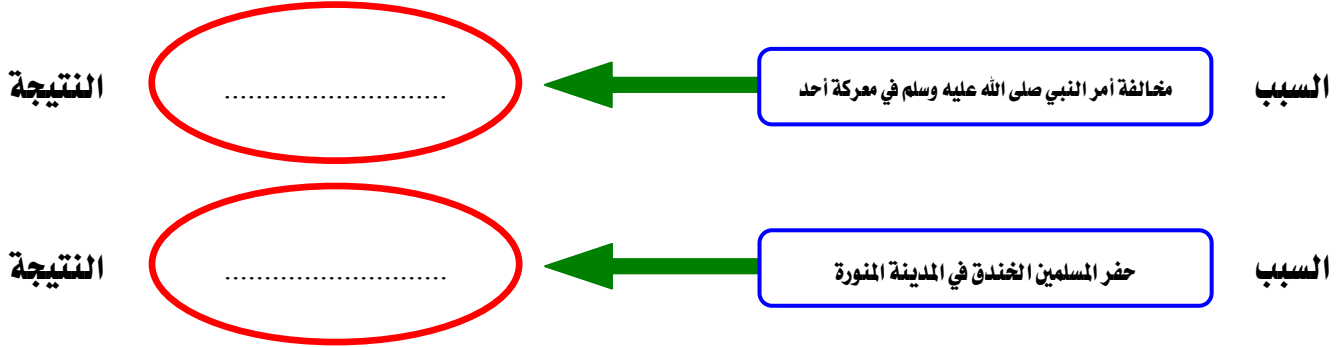 السبب مخالفة أمر النبي صلى الله عليه وسلم في معركة أحد ........................... النتيجة
السبب حفر المسلمين الخندق في المدينة المنورة ........................... النتيجة